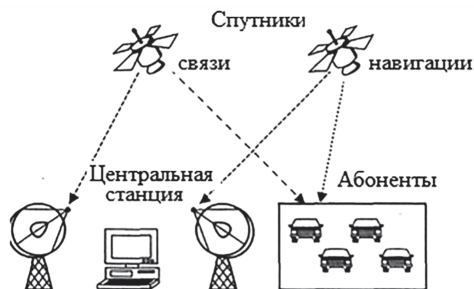 Спутники
связи
навигации
Центральная
станция
Абоненты